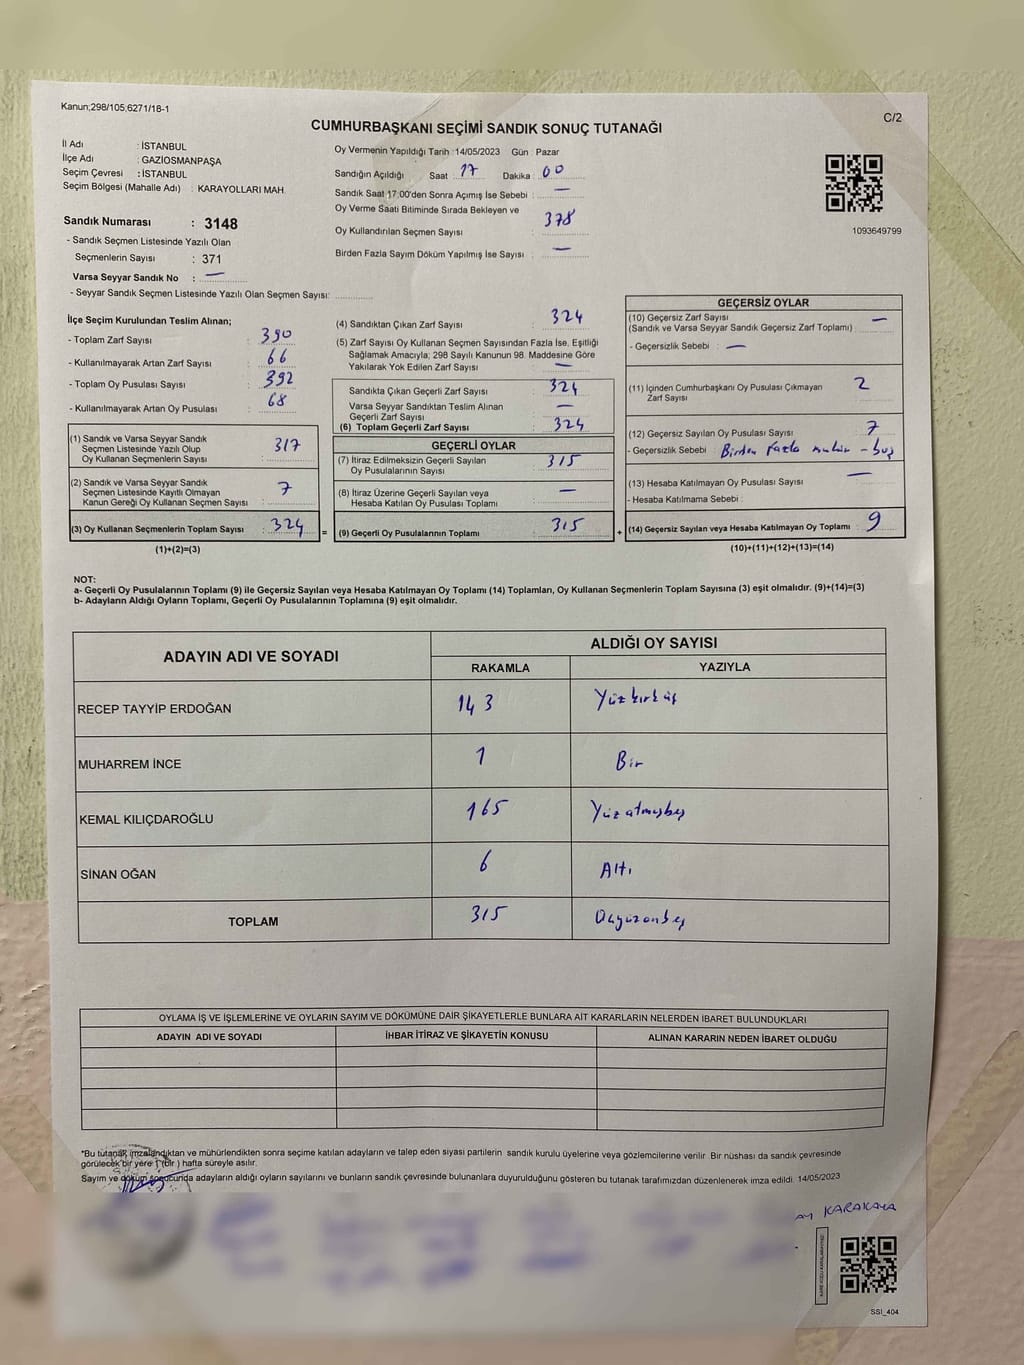 Kanun;298/105;6271/18-1
C/2
CUMHURBAŞKANI SEÇİMİ SANDIK SONUÇ TUTANAĞI
İl Adı : İSTANBUL
İlçe Adı : GAZİOSMANPAŞA
Seçim Çevresi : İSTANBUL
Seçim Bölgesi (Mahalle Adı) : KARAYOLLARI MAH.
Sandık Numarası : 3148
- Sandık Seçmen Listesinde Yazılı Olan
Seçmenlerin Sayısı : 371
Varsa Seyyar Sandık No : —
- Seyyar Sandık Seçmen Listesinde Yazılı Olan Seçmen Sayısı:
Oy Vermenin Yapıldığı Tarih :14/05/2023 Gün : Pazar
Sandığın Açıldığı Saat : 17 Dakika : 00
Sandık Saat 17:00'den Sonra Açımış İse Sebebi : —
Oy Verme Saati Bitiminde Sırada Bekleyen ve
Oy Kullandırılan Seçmen Sayısı : 378
Birden Fazla Sayım Döküm Yapılmış İse Sayısı : —
1093649799
İlçe Seçim Kurulundan Teslim Alınan;
- Toplam Zarf Sayısı : 390
- Kullanılmayarak Artan Zarf Sayısı : 66
- Toplam Oy Pusulası Sayısı : 392
- Kullanılmayarak Artan Oy Pusulası : 68
(1) Sandık ve Varsa Seyyar Sandık
Seçmen Listesinde Yazılı Olup
Oy Kullanan Seçmenlerin Sayısı : 317
(2) Sandık ve Varsa Seyyar Sandık
Seçmen Listesinde Kayıtlı Olmayan
Kanun Gereği Oy Kullanan Seçmen Sayısı : 7
(3) Oy Kullanan Seçmenlerin Toplam Sayısı : 324 =
(1)+(2)=(3)
(4) Sandıktan Çıkan Zarf Sayısı : 324
(5) Zarf Sayısı Oy Kullanan Seçmen Sayısından Fazla İse, Eşitliği
Sağlamak Amacıyla; 298 Sayılı Kanunun 98. Maddesine Göre
Yakılarak Yok Edilen Zarf Sayısı : —
Sandıkta Çıkan Geçerli Zarf Sayısı : 324
Varsa Seyyar Sandıktan Teslim Alınan
Geçerli Zarf Sayısı : —
(6) Toplam Geçerli Zarf Sayısı : 324
GEÇERLİ OYLAR
(7) İtiraz Edilmeksizin Geçerli Sayılan
Oy Pusulalarının Sayısı : 315
(8) İtiraz Üzerine Geçerli Sayılan veya
Hesaba Katılan Oy Pusulası Toplamı : —
(9) Geçerli Oy Pusulalarının Toplamı : 315 +
GEÇERSİZ OYLAR
(10) Geçersiz Zarf Sayısı
(Sandık ve Varsa Seyyar Sandık Geçersiz Zarf Toplamı) : —
- Geçersizlik Sebebi : —
(11) İçinden Cumhurbaşkanı Oy Pusulası Çıkmayan
Zarf Sayısı : 2
(12) Geçersiz Sayılan Oy Pusulası Sayısı : 7
- Geçersizlik Sebebi : Birden fazla mühür - boş
(13) Hesaba Katılmayan Oy Pusulası Sayısı : —
- Hesaba Katılmama Sebebi :
(14) Geçersiz Sayılan veya Hesaba Katılmayan Oy Toplamı : 9
(10)+(11)+(12)+(13)=(14)
NOT:
a- Geçerli Oy Pusulalarının Toplamı (9) ile Geçersiz Sayılan veya Hesaba Katılmayan Oy Toplamı (14) Toplamları, Oy Kullanan Seçmenlerin Toplam Sayısına (3) eşit olmalıdır. (9)+(14)=(3)
b- Adayların Aldığı Oyların Toplamı, Geçerli Oy Pusulalarının Toplamına (9) eşit olmalıdır.
ADAYIN ADI VE SOYADI
ALDIĞI OY SAYISI
RAKAMLA YAZIYLA
RECEP TAYYİP ERDOĞAN 143 Yüzkırküç
MUHARREM İNCE 1 Bir
KEMAL KILIÇDAROĞLU 165 Yüzatmışbeş
SİNAN OĞAN 6 Altı
TOPLAM 315 Üçyüzonbeş
OYLAMA İŞ VE İŞLEMLERİNE VE OYLARIN SAYIM VE DÖKÜMÜNE DAİR ŞİKAYETLERLE BUNLARA AİT KARARLARIN NELERDEN İBARET BULUNDUKLARI
ADAYIN ADI VE SOYADI İHBAR İTİRAZ VE ŞİKAYETİN KONUSU ALINAN KARARIN NEDEN İBARET OLDUĞU
*Bu tutanak, imzalandıktan ve mühürlendikten sonra seçime katılan adayların ve talep eden siyasi partilerin sandık kurulu üyelerine veya gözlemcilerine verilir. Bir nüshası da sandık çevresinde
görülecek bir yere 1 (bir ) hafta süreyle asılır.
Sayım ve döküm sonucunda adayların aldığı oyların sayılarını ve bunların sandık çevresinde bulunanlara duyurulduğunu gösteren bu tutanak tarafımızdan düzenlenerek imza edildi. 14/05/2023
KARAKAYA
SSI_404